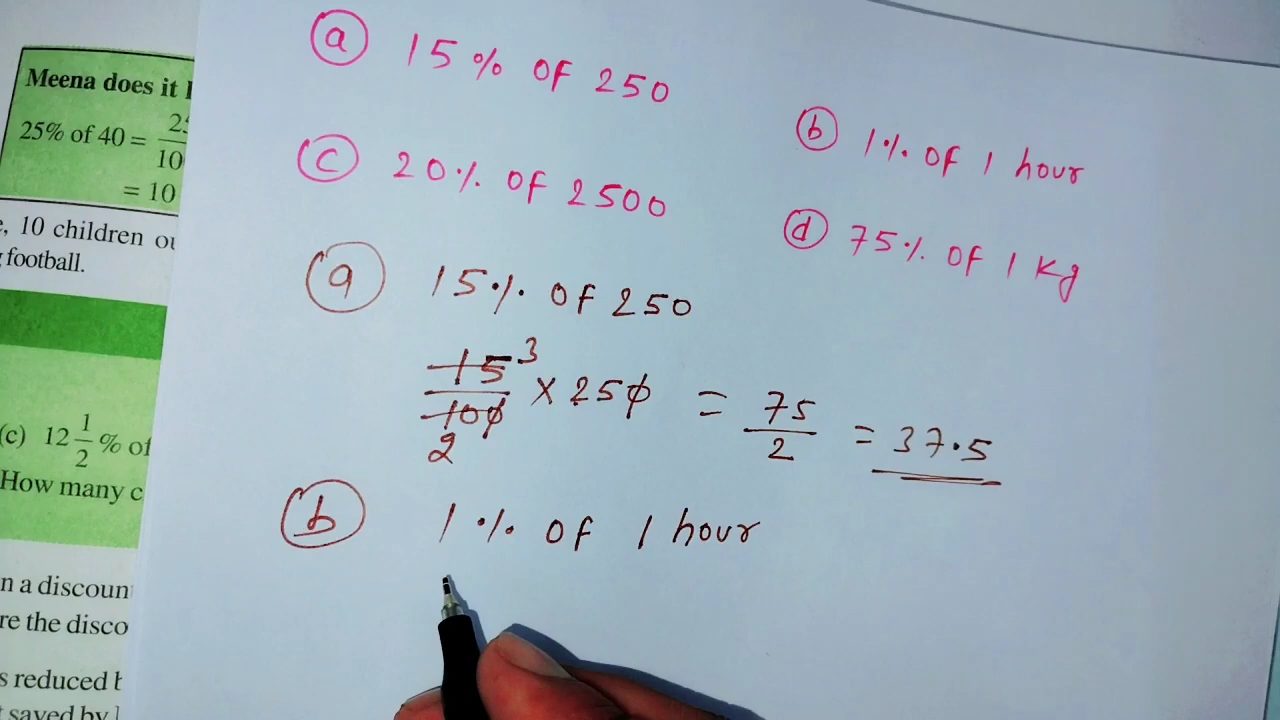 Meena does it
25% of 40 =
10
= 10
, 10 children
football.
(c) 12 1/2 % of
How many
n a discoun
re the disco
s reduced
saved by
(a) 15% OF 250
(b) 1% OF 1 hour
(c) 20% OF 2500
(d) 75% OF 1 Kg
(a) 15% OF 250
15/100 3 2 × 250 = 75/2 = 37.5
(b) 1% OF 1 hour